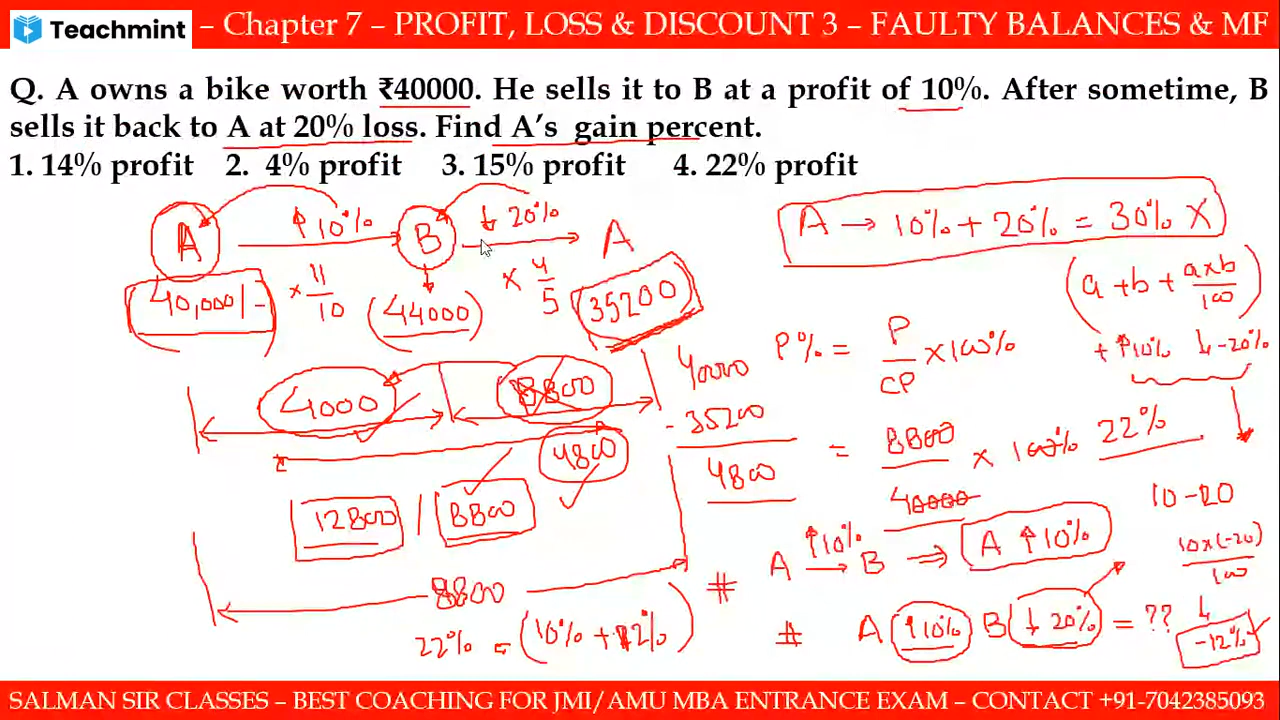 Teachmint – Chapter 7 – PROFIT, LOSS & DISCOUNT 3 – FAULTY BALANCES & MF
Q. A owns a bike worth ₹40000. He sells it to B at a profit of 10%. After sometime, B
sells it back to A at 20% loss. Find A's gain percent.
1. 14% profit 2. 4% profit 3. 15% profit 4. 22% profit
A ↑10% B ↓20% A
40,000/- × 11/10 44000 × 4/5 35200
4000 8800
4800
12800 / 8800
8800
22% = (10% + 12%)
40000
- 35200
4800
A → 10% + 20% = 30% X
(a + b + a×b/100)
+ ↑10% ↓ -20%
P% = P/CP × 100%
= 8800/40000 × 100% 22%
10 - 20
10×(-20)/100
↓
-12%
# A ↑10% → B ⇒ A ↑10%
# A ↑10% B ↓20% = ??
SALMAN SIR CLASSES – BEST COACHING FOR JMI/AMU MBA ENTRANCE EXAM – CONTACT +91-7042385093